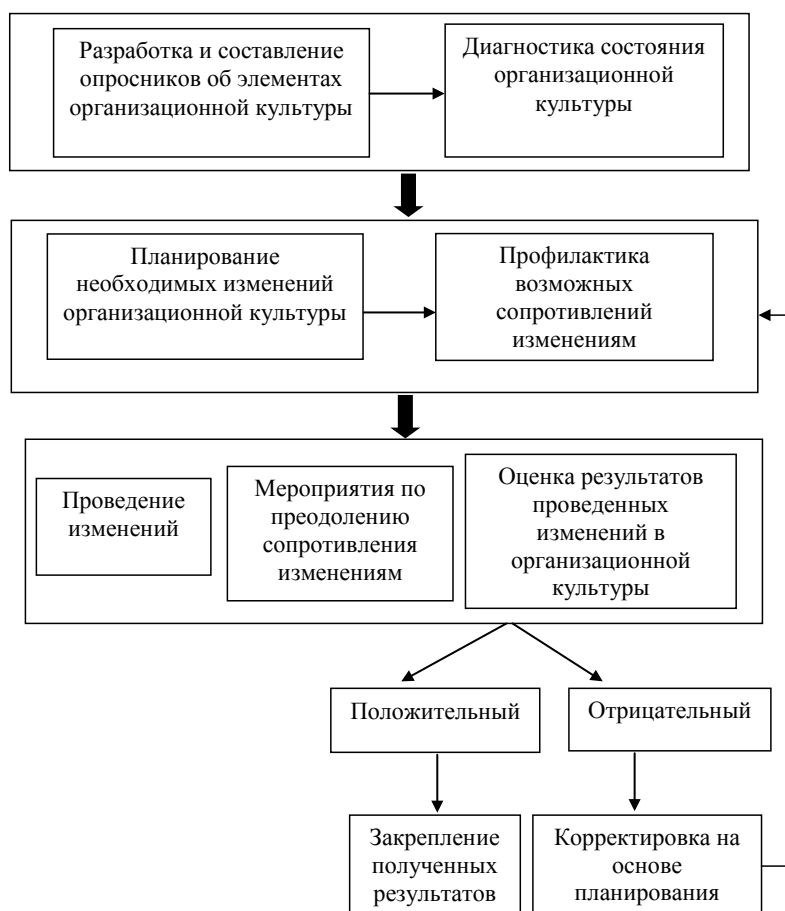 Разработка и составление
опросников об элементах
организационной культуры
Диагностика состояния
организационной
культуры
Планирование
необходимых изменений
организационной культуры
Профилактика
возможных
сопротивлений
изменениям
Проведение
изменений
Мероприятия по
преодолению
сопротивления
изменениям
Оценка результатов
проведенных
изменений в
организационной
культуры
Положительный
Отрицательный
Закрепление
полученных
результатов
Корректировка на
основе
планирования